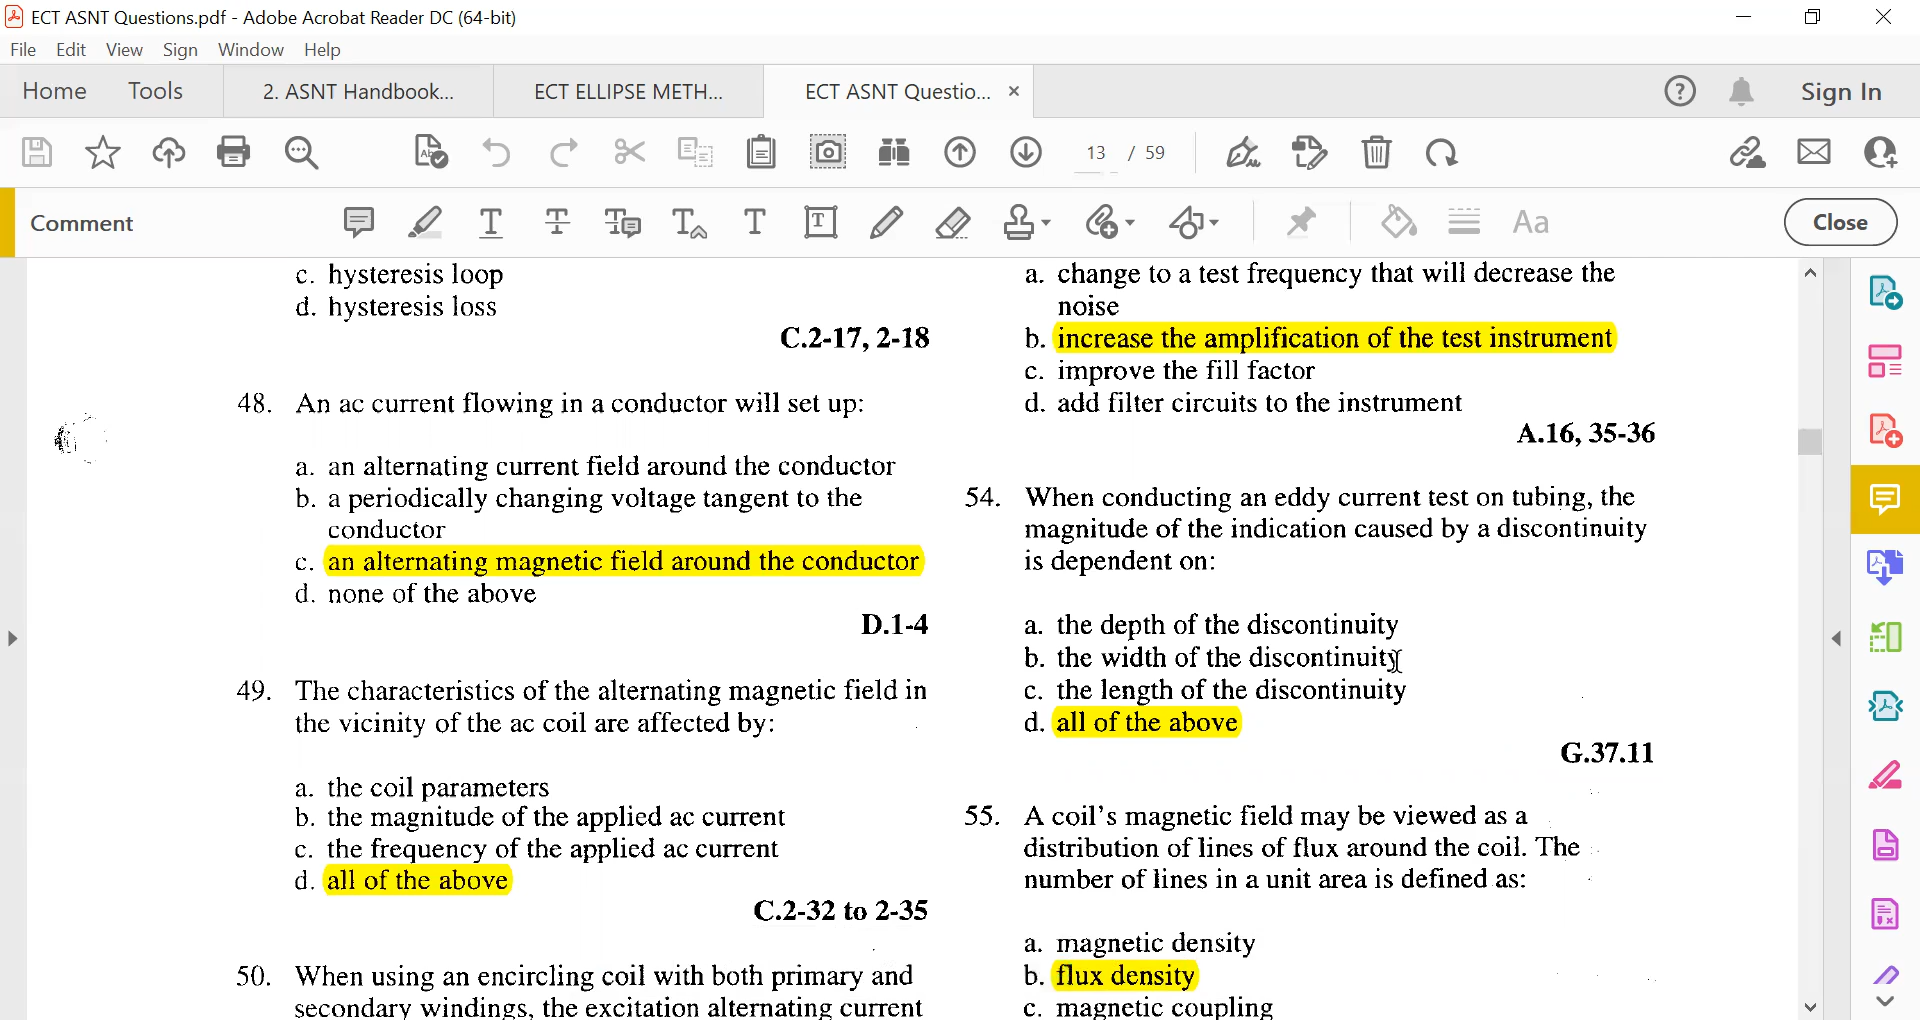 ECT ASNT Questions.pdf - Adobe Acrobat Reader DC (64-bit)
File Edit View Sign Window Help
Home Tools 2. ASNT Handbook... ECT ELLIPSE METH... ECT ASNT Questio... × Sign In
13 / 59
Comment Aa Close
c. hysteresis loop
d. hysteresis loss
C.2-17, 2-18
48. An ac current flowing in a conductor will set up:
a. an alternating current field around the conductor
b. a periodically changing voltage tangent to the
conductor
c. an alternating magnetic field around the conductor
d. none of the above
D.1-4
49. The characteristics of the alternating magnetic field in
the vicinity of the ac coil are affected by:
a. the coil parameters
b. the magnitude of the applied ac current
c. the frequency of the applied ac current
d. all of the above
C.2-32 to 2-35
50. When using an encircling coil with both primary and
secondary windings, the excitation alternating current
a. change to a test frequency that will decrease the
noise
b. increase the amplification of the test instrument
c. improve the fill factor
d. add filter circuits to the instrument
A.16, 35-36
54. When conducting an eddy current test on tubing, the
magnitude of the indication caused by a discontinuity
is dependent on:
a. the depth of the discontinuity
b. the width of the discontinuity
c. the length of the discontinuity
d. all of the above
G.37.11
55. A coil's magnetic field may be viewed as a
distribution of lines of flux around the coil. The
number of lines in a unit area is defined as:
a. magnetic density
b. flux density
c. magnetic coupling